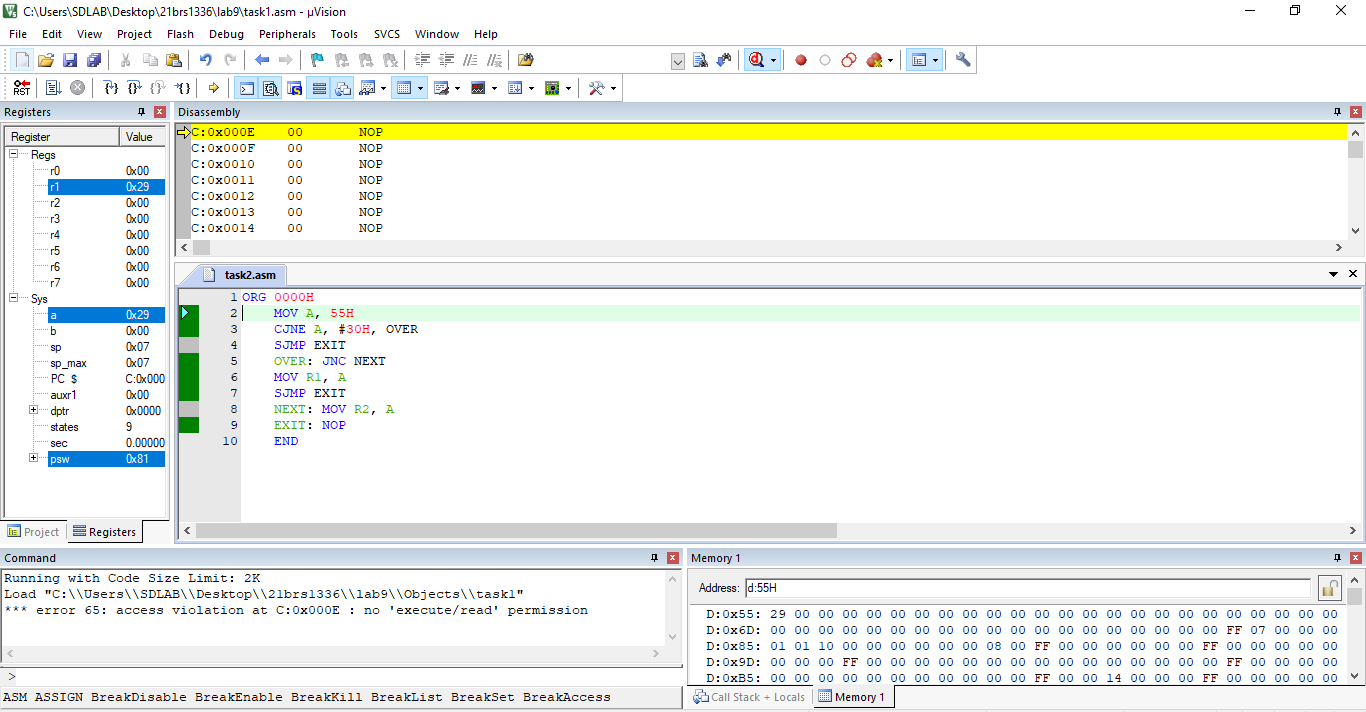 C:\Users\SDLAB\Desktop\21brs1336\lab9\task1.asm - µVision
File Edit View Project Flash Debug Peripherals Tools SVCS Window Help
RST
Registers
Register Value
Regs
r0 0x00
r1 0x29
r2 0x00
r3 0x00
r4 0x00
r5 0x00
r6 0x00
r7 0x00
Sys
a 0x29
b 0x00
sp 0x07
sp_max 0x07
PC $ C:0x000
auxr1 0x00
dptr 0x0000
states 9
sec 0.00000
psw 0x81
Project Registers
Disassembly
C:0x000E 00 NOP
C:0x000F 00 NOP
C:0x0010 00 NOP
C:0x0011 00 NOP
C:0x0012 00 NOP
C:0x0013 00 NOP
C:0x0014 00 NOP
task2.asm
1 ORG 0000H
2 MOV A, 55H
3 CJNE A, #30H, OVER
4 SJMP EXIT
5 OVER: JNC NEXT
6 MOV R1, A
7 SJMP EXIT
8 NEXT: MOV R2, A
9 EXIT: NOP
10 END
Command
Running with Code Size Limit: 2K
Load "C:\\Users\\SDLAB\\Desktop\\21brs1336\\lab9\\Objects\\task1"
*** error 65: access violation at C:0x000E : no 'execute/read' permission
>
ASM ASSIGN BreakDisable BreakEnable BreakKill BreakList BreakSet BreakAccess
Memory 1
Address: d:55H
D:0x55: 29 00 00 00 00 00 00 00 00 00 00 00 00 00 00 00 00 00 00 00 00 00 00 00
D:0x6D: 00 00 00 00 00 00 00 00 00 00 00 00 00 00 00 00 00 00 00 FF 07 00 00 00
D:0x85: 01 01 10 00 00 00 00 00 00 08 00 FF 00 00 00 00 00 00 FF 00 00 00 00 00
D:0x9D: 00 00 00 FF 00 00 00 00 00 00 00 00 00 00 00 00 00 00 00 FF 00 00 00 00
D:0xB5: 00 00 00 00 00 00 00 00 00 00 00 FF 00 00 14 00 00 00 FF 00 00 00 00 00
Call Stack + Locals Memory 1